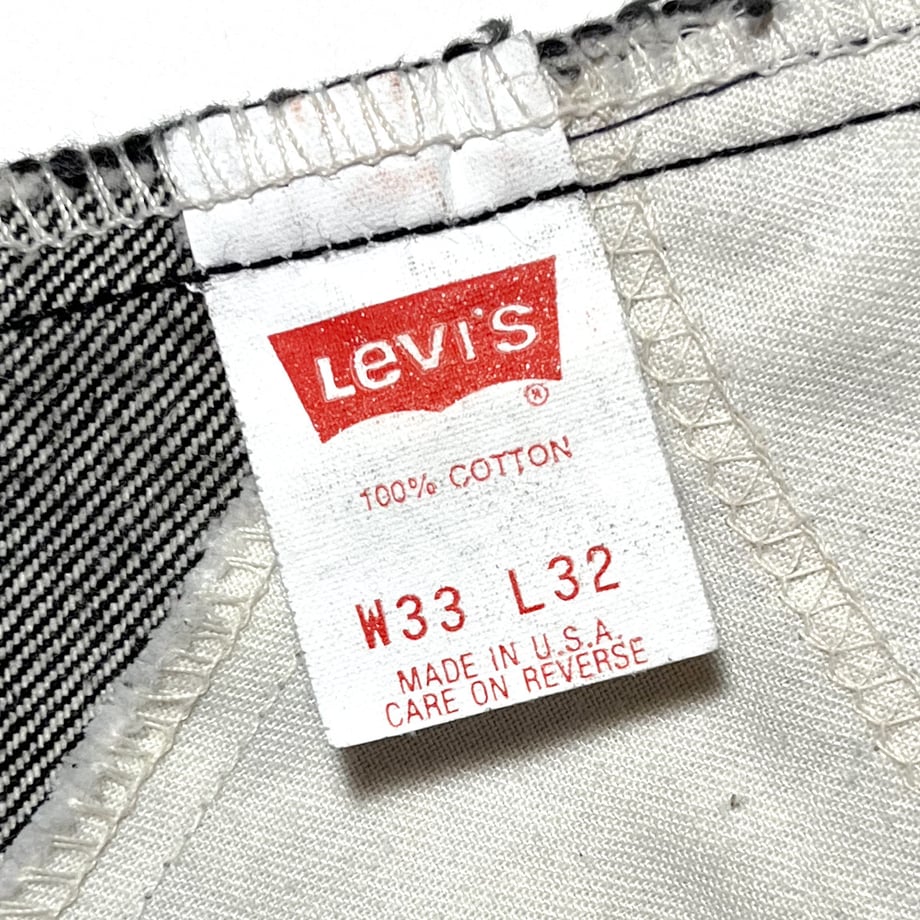 Levi's
®
100% COTTON
W33 L32
MADE IN U.S.A.
CARE ON REVERSE